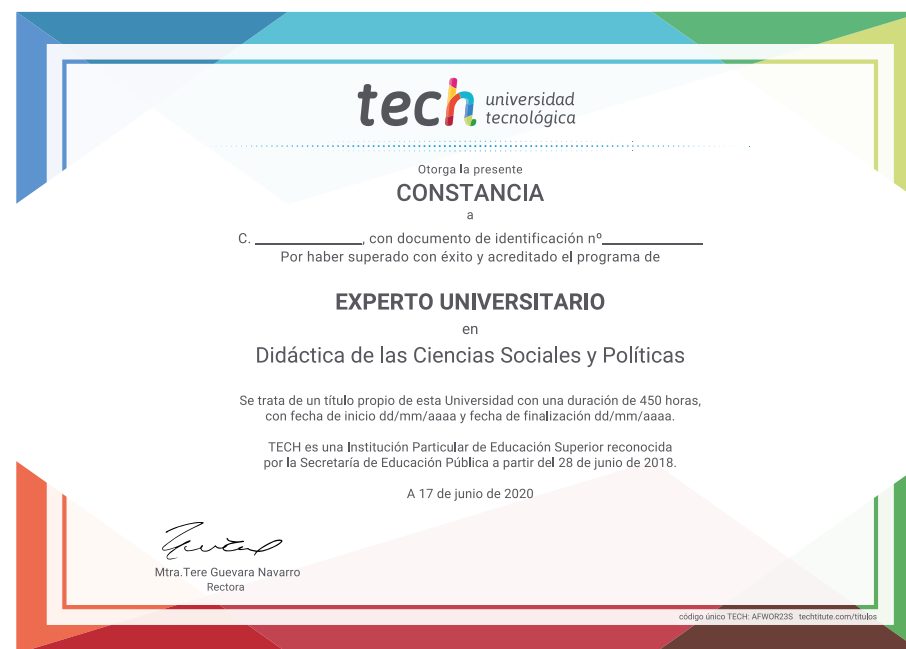 tech universidad
tecnológica
Otorga la presente
CONSTANCIA
a
C. ____________, con documento de identificación nº____________
Por haber superado con éxito y acreditado el programa de
EXPERTO UNIVERSITARIO
en
Didáctica de las Ciencias Sociales y Políticas
Se trata de un título propio de esta Universidad con una duración de 450 horas,
con fecha de inicio dd/mm/aaaa y fecha de finalización dd/mm/aaaa.
TECH es una Institución Particular de Educación Superior reconocida
por la Secretaría de Educación Pública a partir del 28 de junio de 2018.
A 17 de junio de 2020
Mtra.Tere Guevara Navarro
Rectora
código único TECH: AFWOR23S techtitute.com/titulos